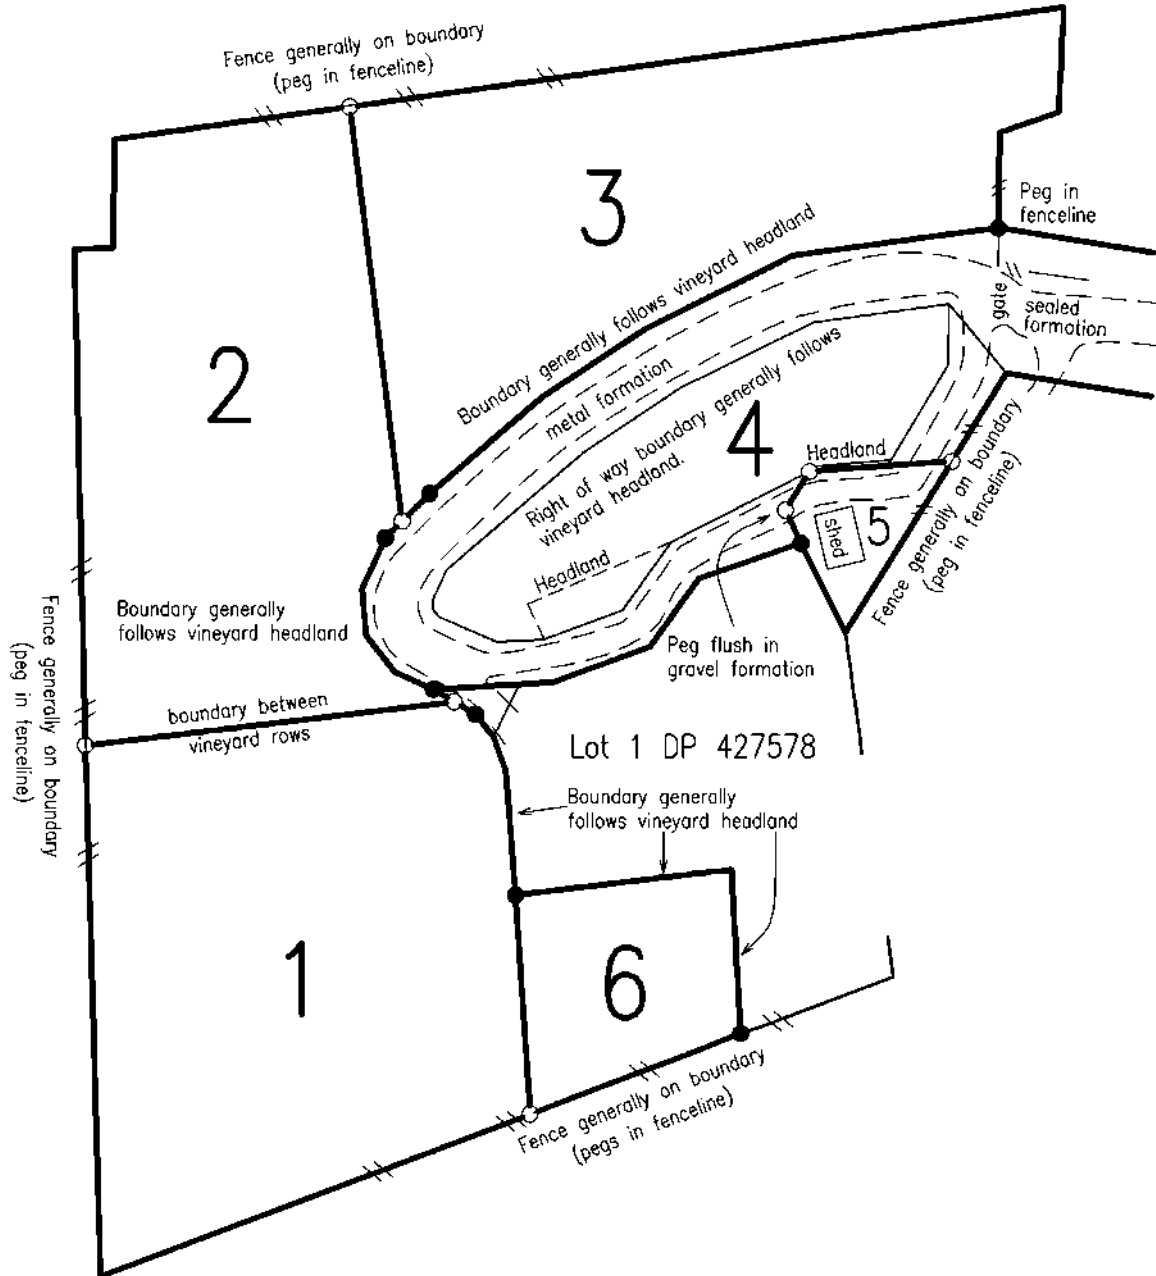 Fence generally on boundary
(peg in fenceline)
3
Peg in
fenceline
2
Boundary generally follows vineyard headland
metal formation
gate
sealed
formation
Right of way boundary generally follows
vineyard headland.
4
Headland
5
shed
Fence generally on boundary
(peg in fenceline)
Headland
Boundary generally
follows vineyard headland
Peg flush in
gravel formation
Fence generally on boundary
(peg in fenceline)
boundary between
vineyard rows
Lot 1 DP 427578
Boundary generally
follows vineyard headland
1
6
Fence generally on boundary
(pegs in fenceline)